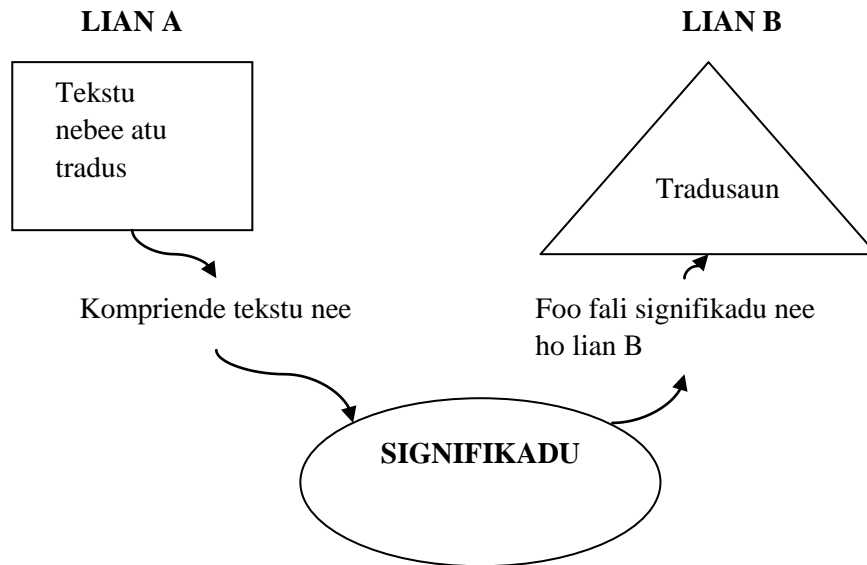 LIAN A
LIAN B
Tekstu
nebee atu
tradus
Tradusaun
Kompriende tekstu nee
Foo fali signifikadu nee
ho lian B
SIGNIFIKADU